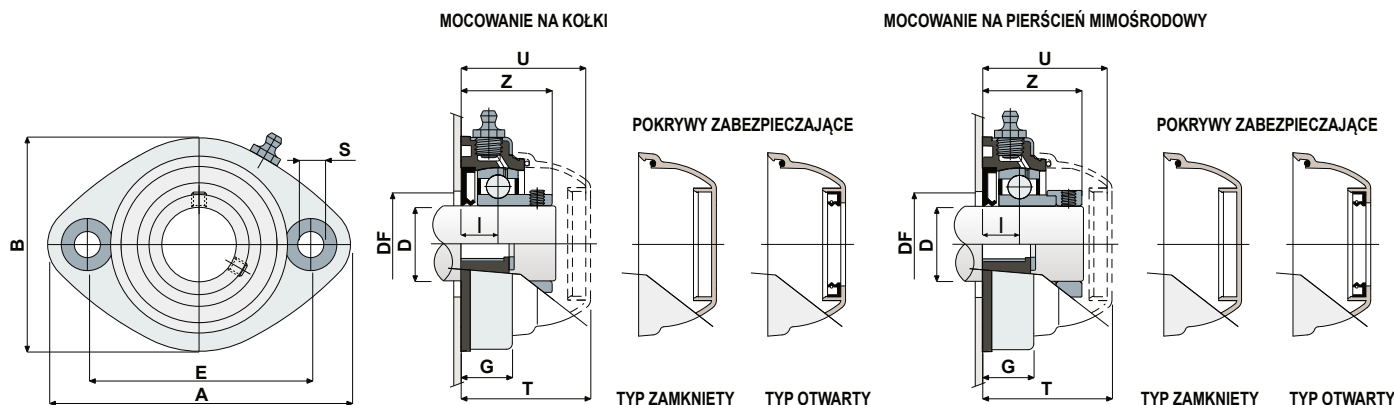 MOCOWANIE NA KOŁKI
MOCOWANIE NA PIERŚCIEŃ MIMOŚRODOWY
U
Z
POKRYWY ZABEZPIECZAJĄCE
U
Z
POKRYWY ZABEZPIECZAJĄCE
S
B
DF
D
I
DF
D
I
E
A
G
T
TYP ZAMKNIETY
TYP OTWARTY
G
T
TYP ZAMKNIETY
TYP OTWARTY